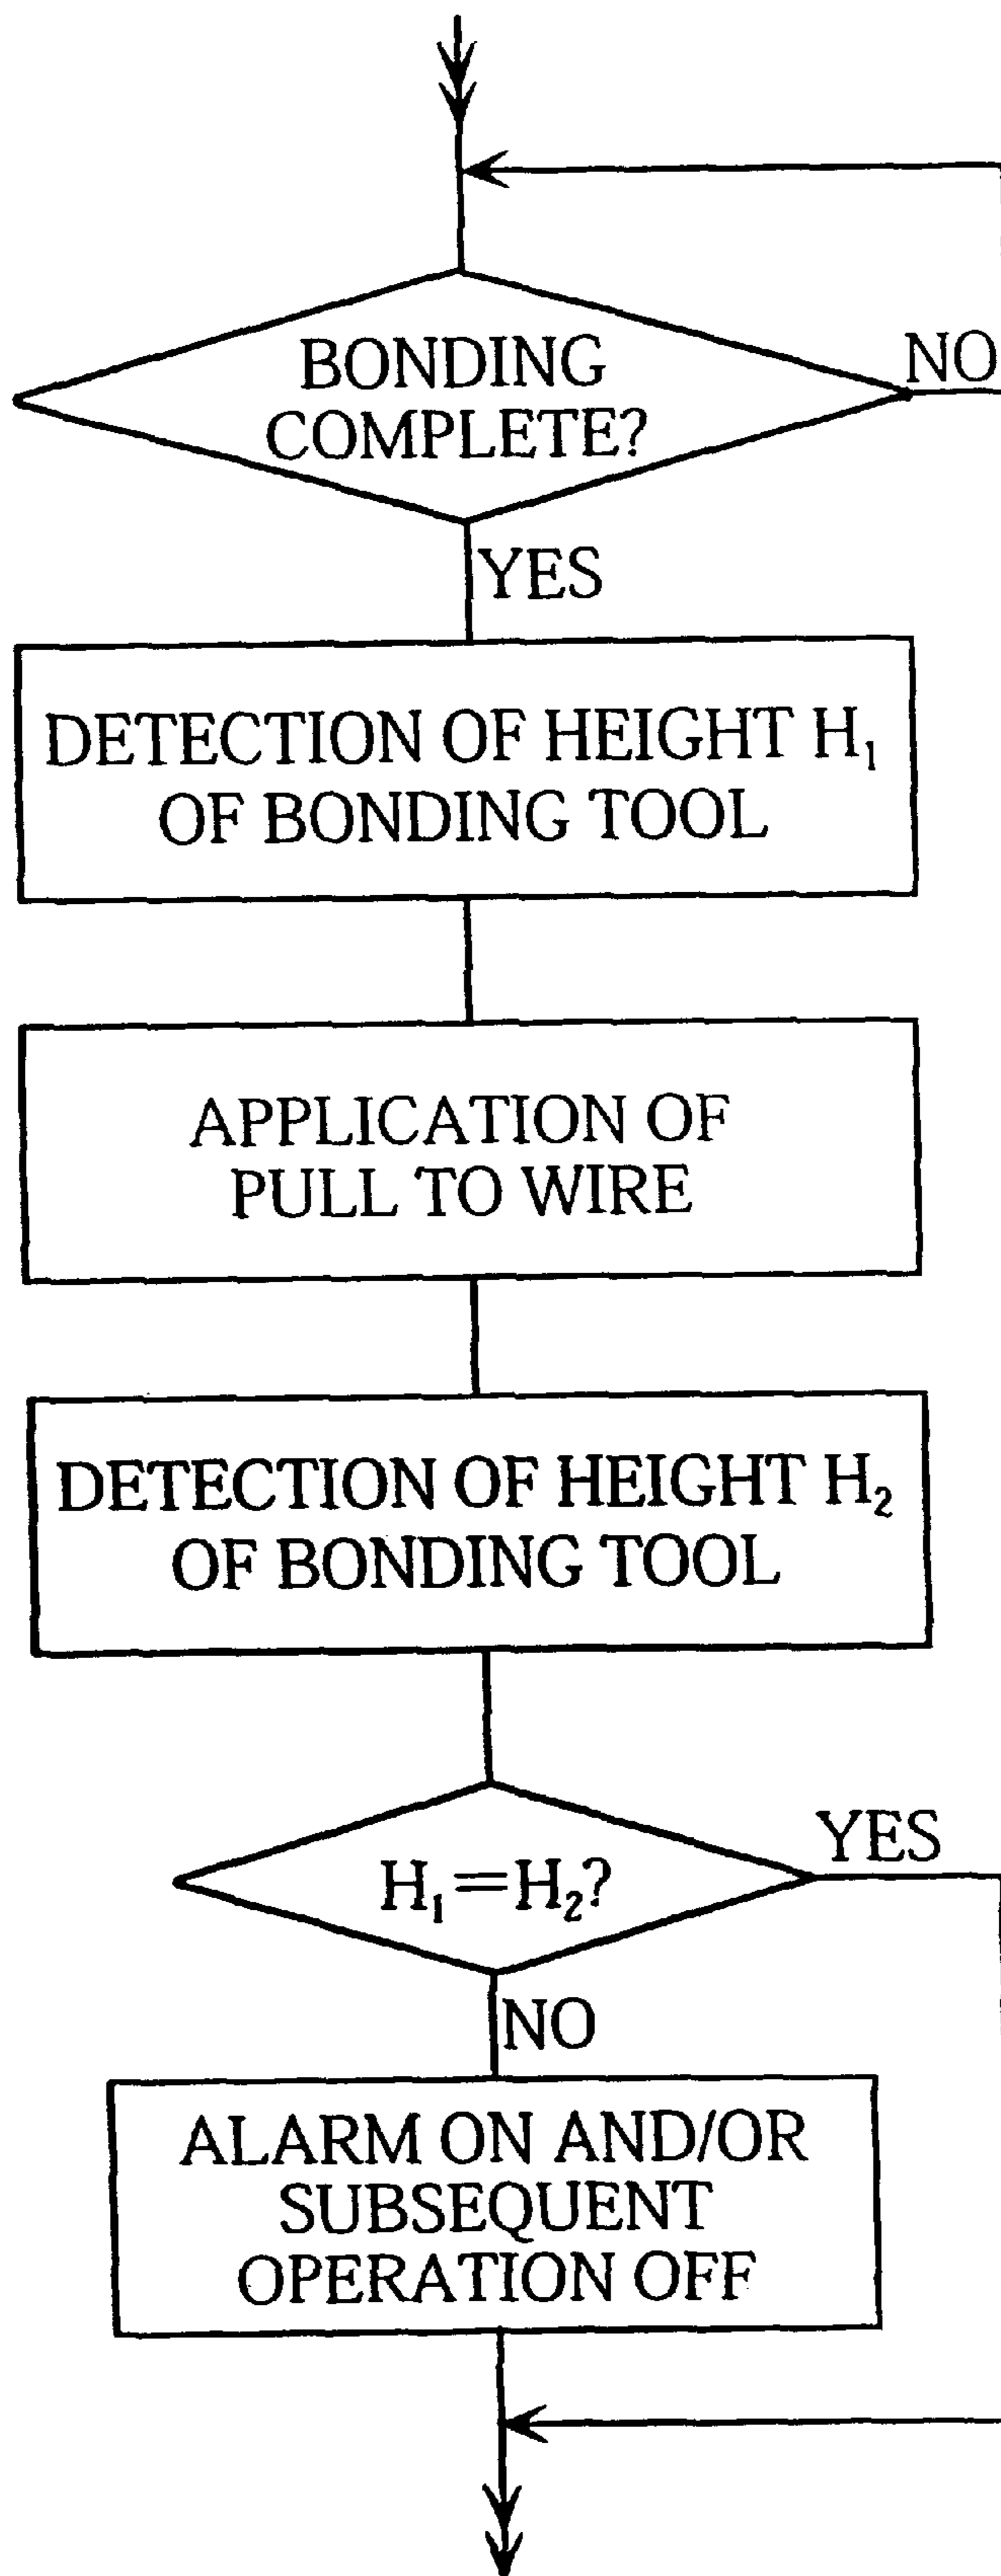 BONDING
COMPLETE?
NO
YES
DETECTION OF HEIGHT H₁
OF BONDING TOOL
APPLICATION OF
PULL TO WIRE
DETECTION OF HEIGHT H₂
OF BONDING TOOL
H₁=H₂?
YES
NO
ALARM ON AND/OR
SUBSEQUENT
OPERATION OFF